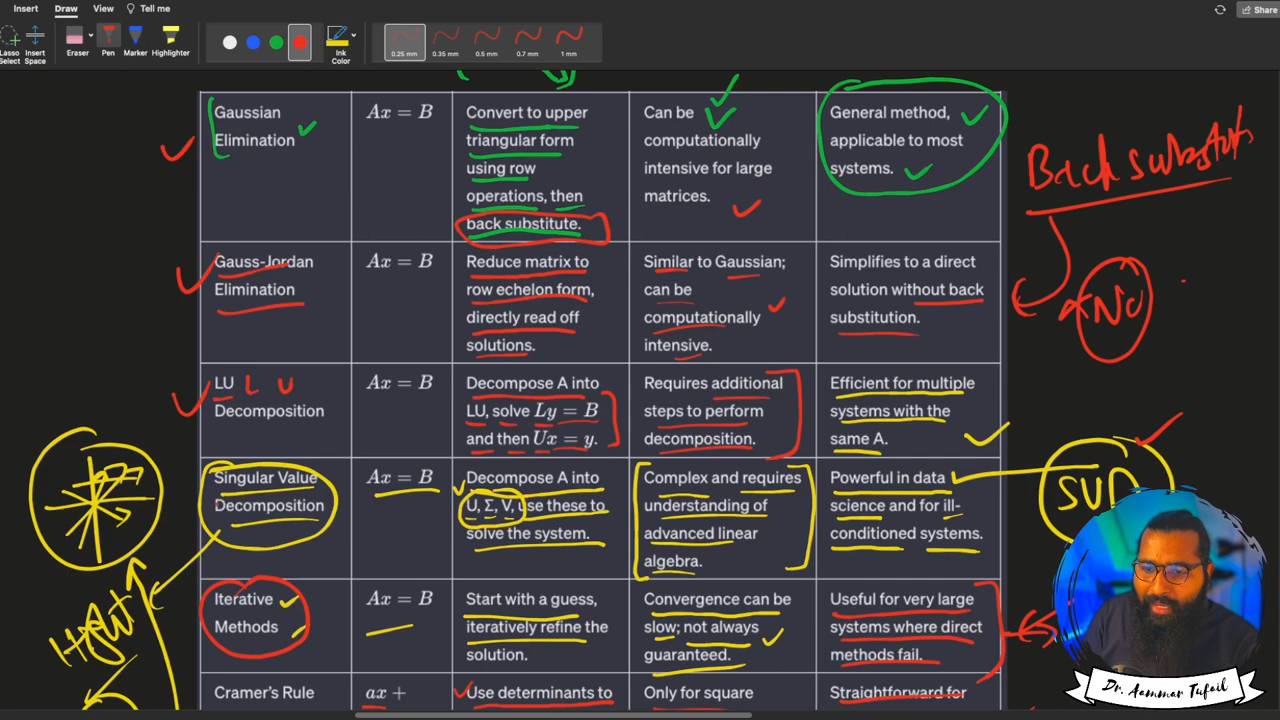 Insert Draw View Tell me
Share
Lasso Select
Insert Space
Eraser
Pen
Marker
Highlighter
Ink Color
0.25 mm 0.35 mm 0.5 mm 0.7 mm 1 mm
Gaussian
Elimination
Ax = B
Convert to upper
triangular form
using row
operations, then
back substitute.
Can be
computationally
intensive for large
matrices.
General method,
applicable to most
systems.
Gauss-Jordan
Elimination
Ax = B
Reduce matrix to
row echelon form,
directly read off
solutions.
Similar to Gaussian;
can be
computationally
intensive.
Simplifies to a direct
solution without back
substitution.
No
LU L U
Decomposition
Ax = B
Decompose A into
LU, solve Ly = B
and then Ux = y.
Requires additional
steps to perform
decomposition.
Efficient for multiple
systems with the
same A.
Singular Value
Decomposition
Ax = B
Decompose A into
U, Σ, V, use these to
solve the system.
Complex and requires
understanding of
advanced linear
algebra.
Powerful in data
science and for ill-
conditioned systems.
SVD
Iterative
Methods
Ax = B
Start with a guess,
iteratively refine the
solution.
Convergence can be
slow; not always
guaranteed.
Useful for very large
systems where direct
methods fail.
Cramer's Rule
ax +
Use determinants to
Only for square
Straightforward for
Dr. Aammar Tufail